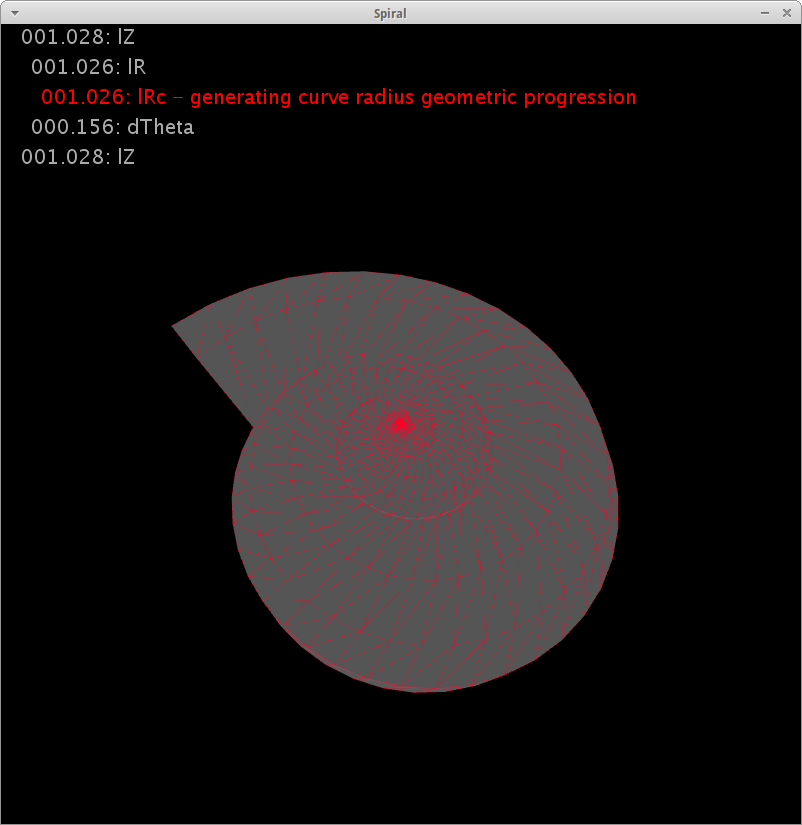 Spiral
001.028: lZ
001.026: lR
001.026: lRc – generating curve radius geometric progression
000.156: dTheta
001.028: lZ